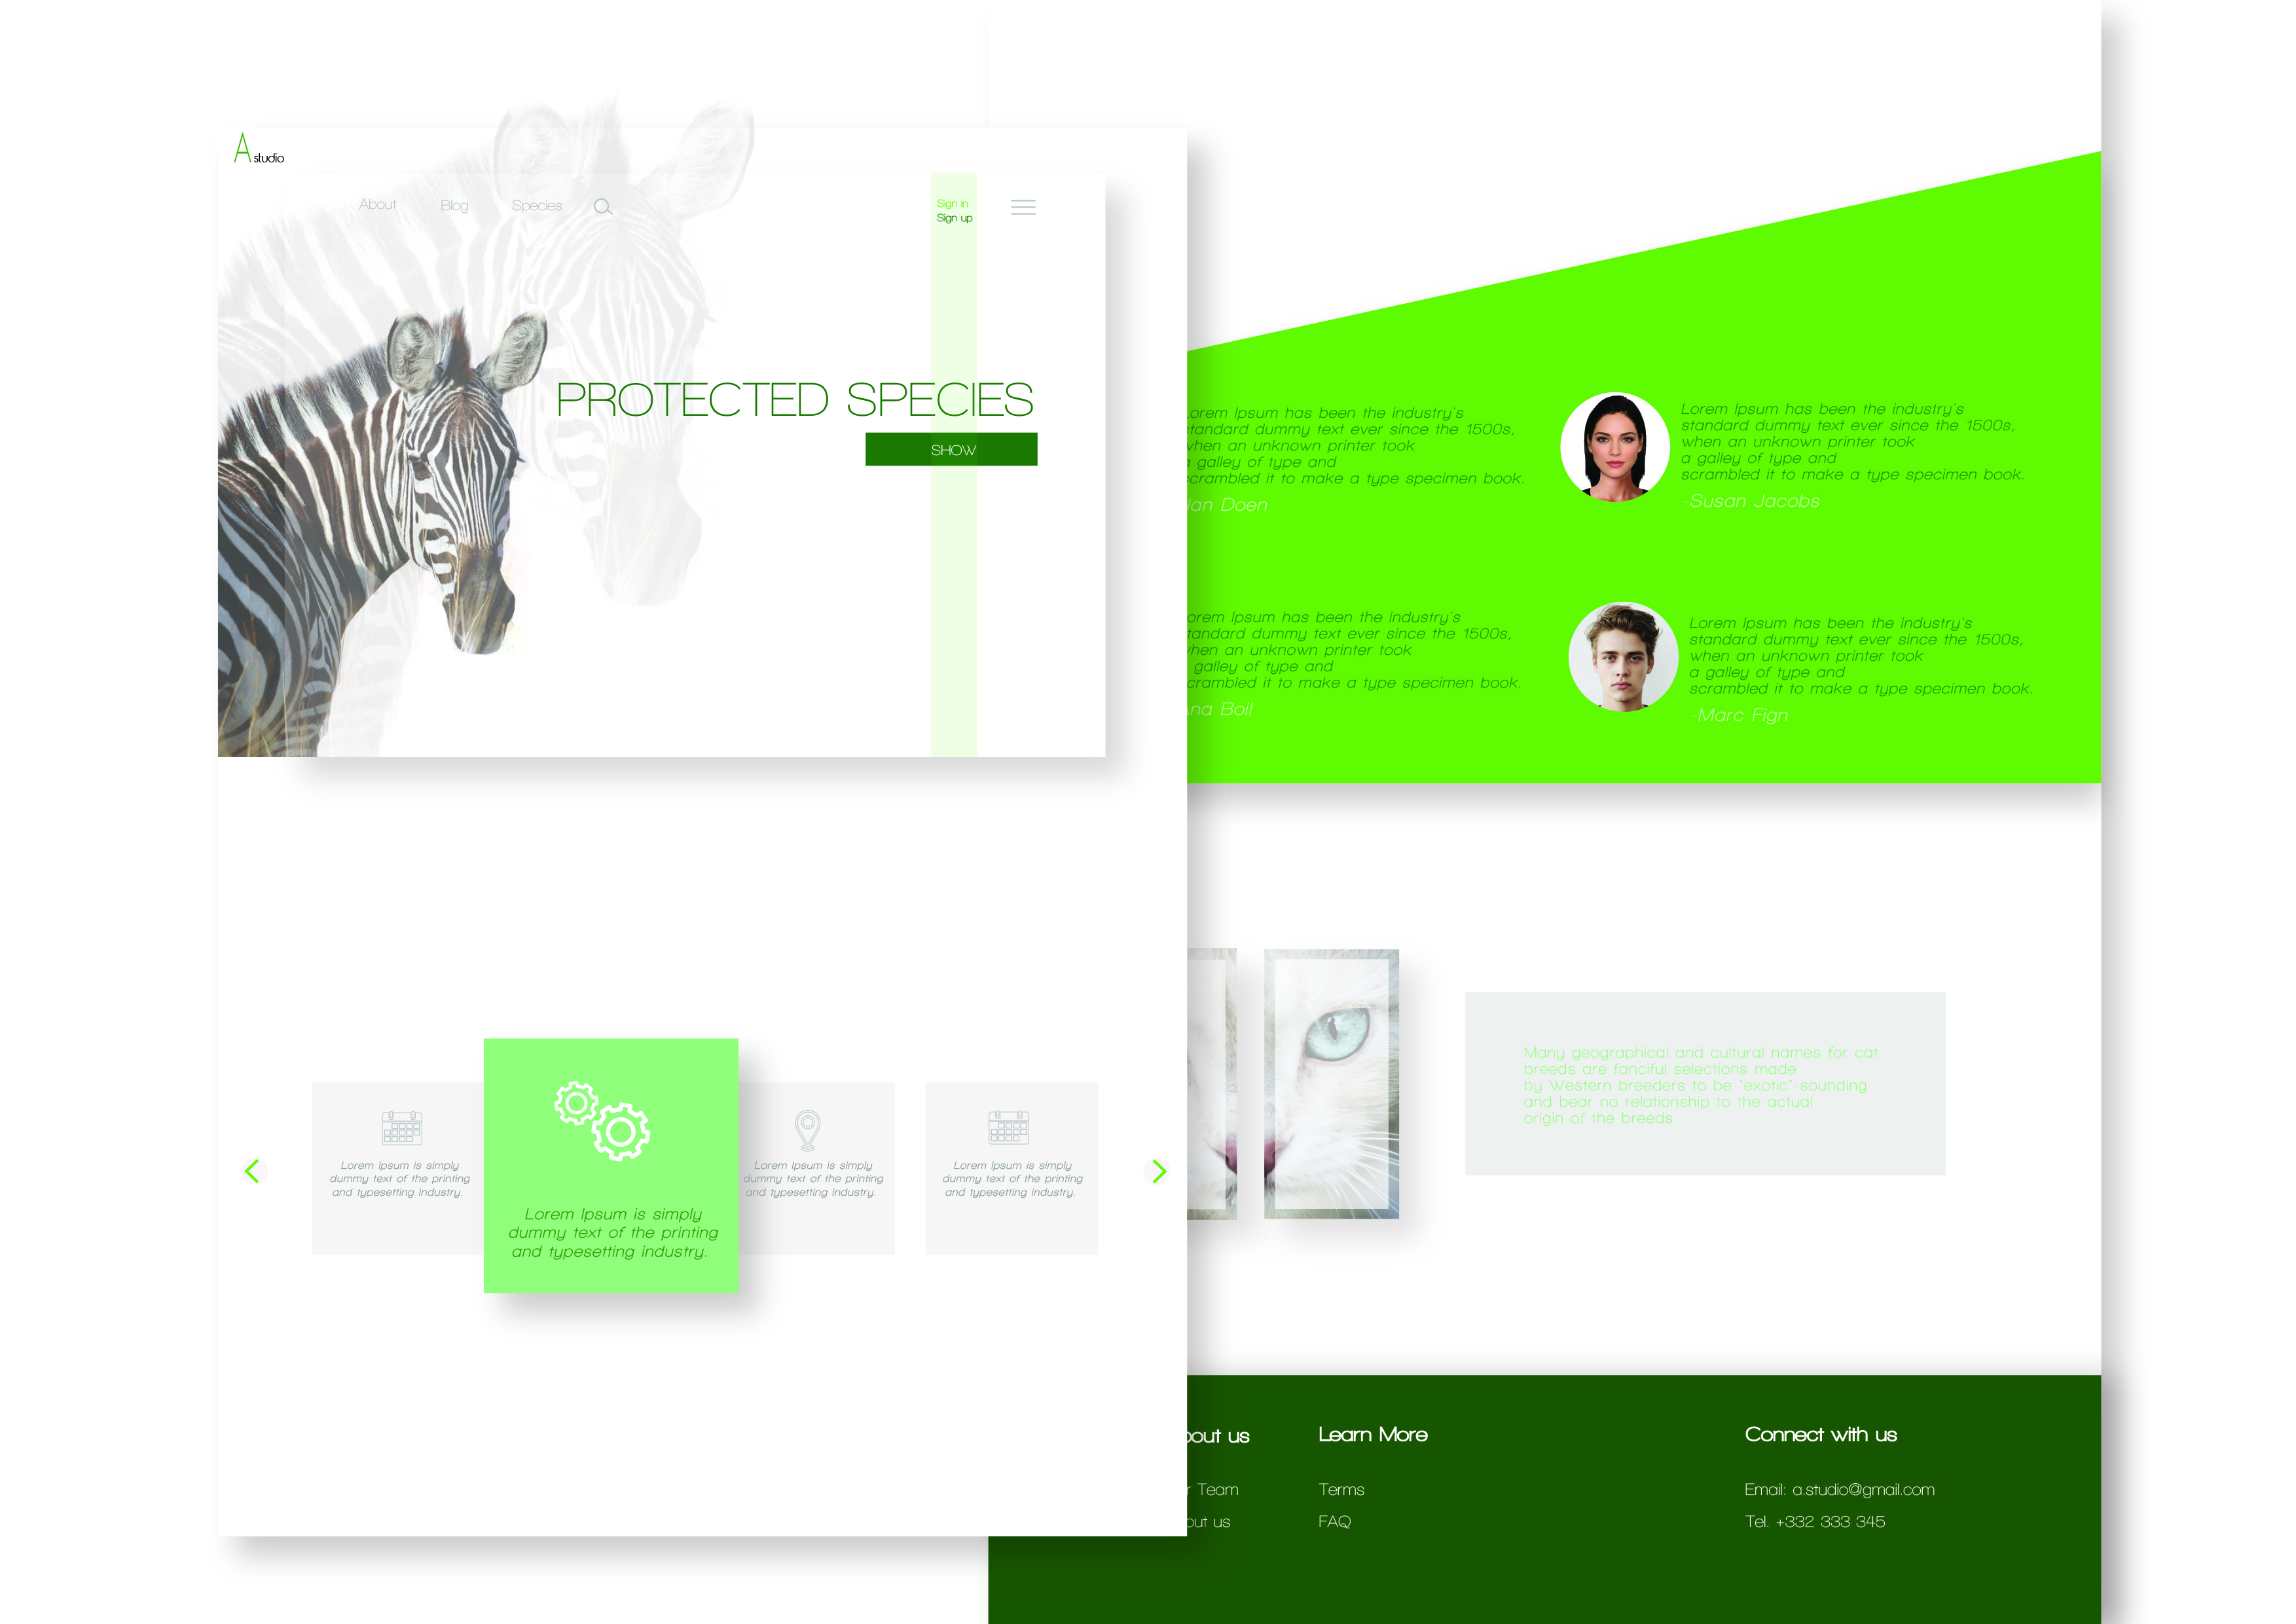 A studio
About Blog Species
Sign in
Sign up
PROTECTED SPECIES
SHOW
Lorem Ipsum is simply
dummy text of the printing
and typesetting industry.
Lorem Ipsum is simply
dummy text of the printing
and typesetting industry.
Lorem Ipsum is simply
dummy text of the printing
and typesetting industry.
Lorem Ipsum is simply
dummy text of the printing
and typesetting industry.
orem Ipsum has been the industry's
standard dummy text ever since the 1500s,
when an unknown printer took
a galley of type and
scrambled it to make a type specimen book.
Jan Doen
Lorem Ipsum has been the industry's
standard dummy text ever since the 1500s,
when an unknown printer took
a galley of type and
scrambled it to make a type specimen book.
-Susan Jacobs
orem Ipsum has been the industry's
tandard dummy text ever since the 1500s,
hen an unknown printer took
galley of type and
crambled it to make a type specimen book.
Ana Boil
Lorem Ipsum has been the industry's
standard dummy text ever since the 1500s,
when an unknown printer took
a galley of type and
scrambled it to make a type specimen book.
-Marc Fign
Many geographical and cultural names for cat
breeds are fanciful selections made
by Western breeders to be "exotic"-sounding
and bear no relationship to the actual
origin of the breeds
bout us
r Team
out us
Learn More
Terms
FAQ
Connect with us
Email: a.studio@gmail.com
Tel. +332 333 345